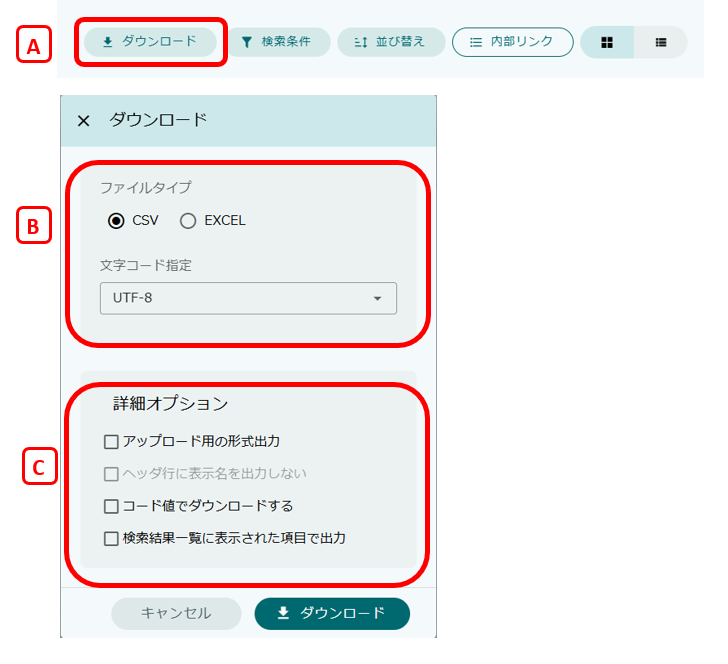 A
ダウンロード 検索条件 並び替え 内部リンク
ダウンロード
B
ファイルタイプ
CSV EXCEL
文字コード指定
UTF-8
C
詳細オプション
アップロード用の形式出力
ヘッダ行に表示名を出力しない
コード値でダウンロードする
検索結果一覧に表示された項目で出力
キャンセル ダウンロード